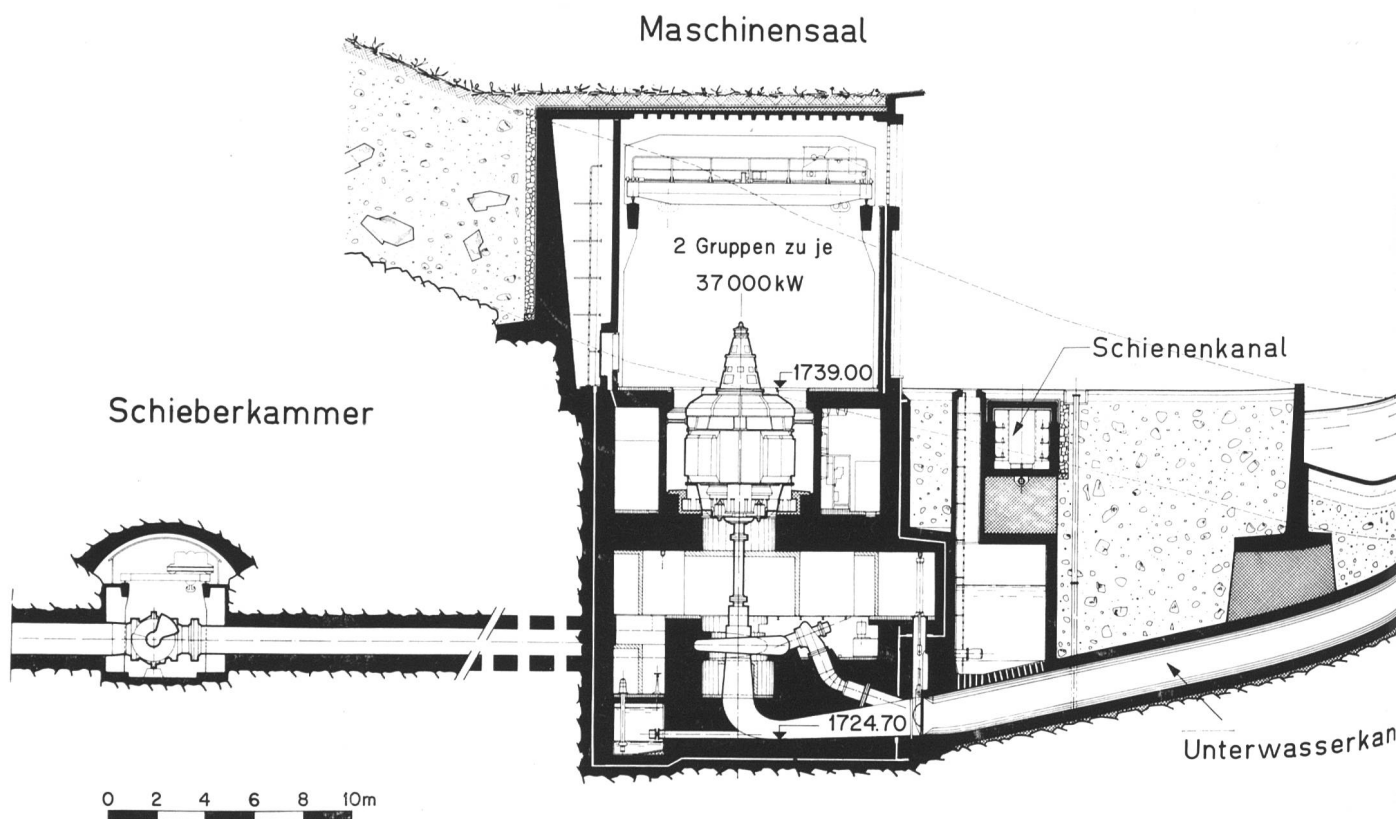 Maschinensaal
2 Gruppen zu je
37000kW
1739.00
Schienenkanal
Schieberkammer
1724.70
Unterwasserkan
0 2 4 6 8 10m